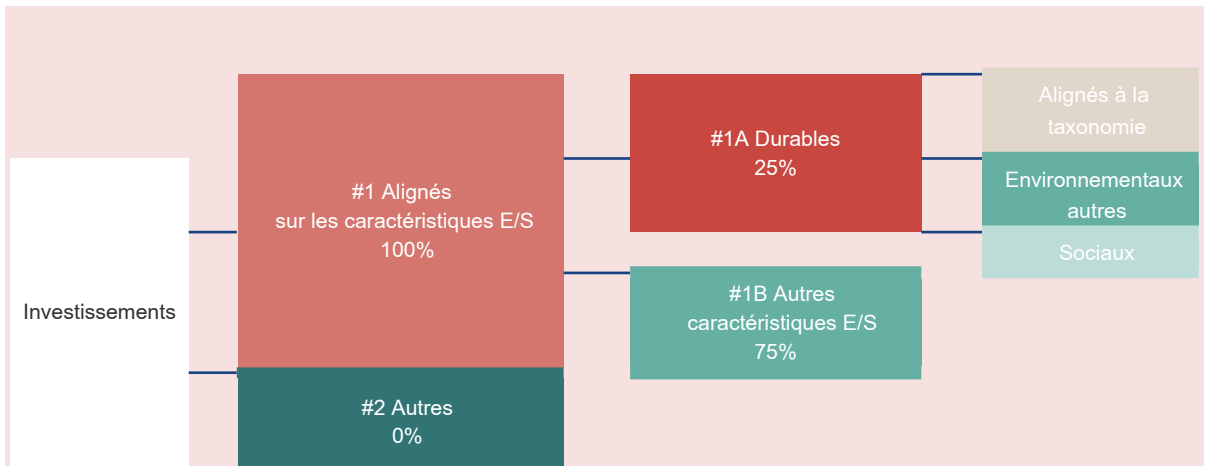 Investissements
#1 Alignés
sur les caractéristiques E/S
100%
#2 Autres
0%
#1A Durables
25%
#1B Autres
caractéristiques E/S
75%
Alignés à la
taxonomie
Environnementaux
autres
Sociaux